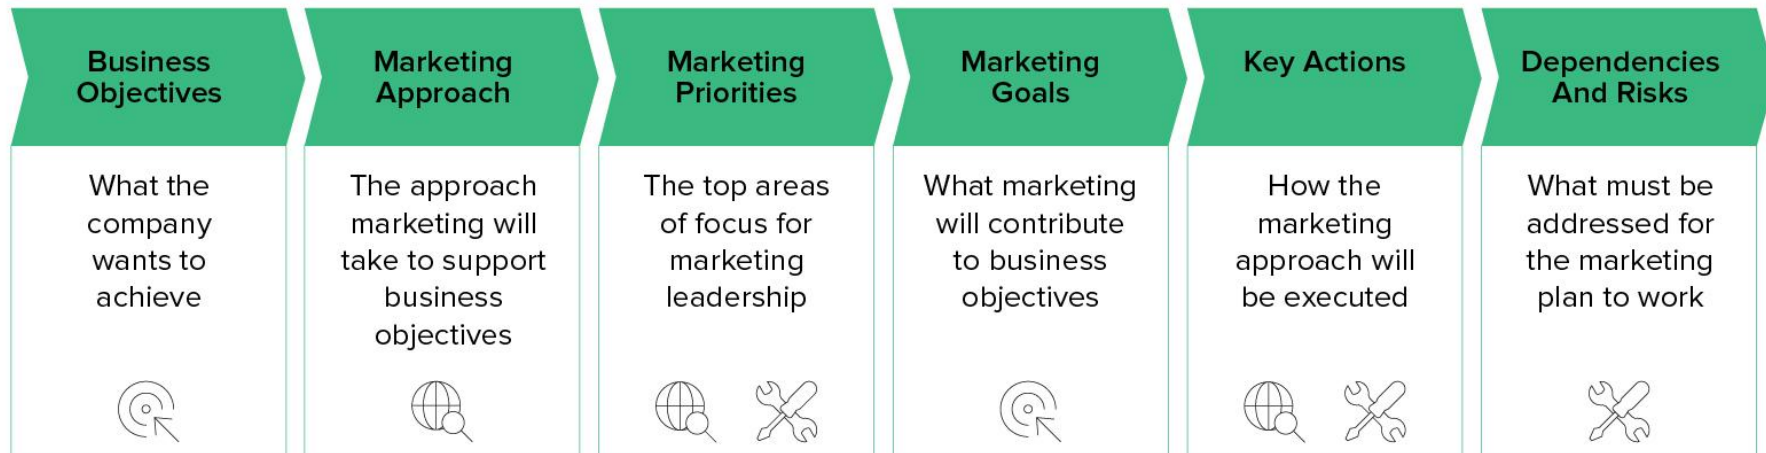 Business
Objectives
What the
company
wants to
achieve
Marketing
Approach
The approach
marketing will
take to support
business
objectives
Marketing
Priorities
The top areas
of focus for
marketing
leadership
Marketing
Goals
What marketing
will contribute
to business
objectives
Key Actions
How the
marketing
approach will
be executed
Dependencies
And Risks
What must be
addressed for
the marketing
plan to work